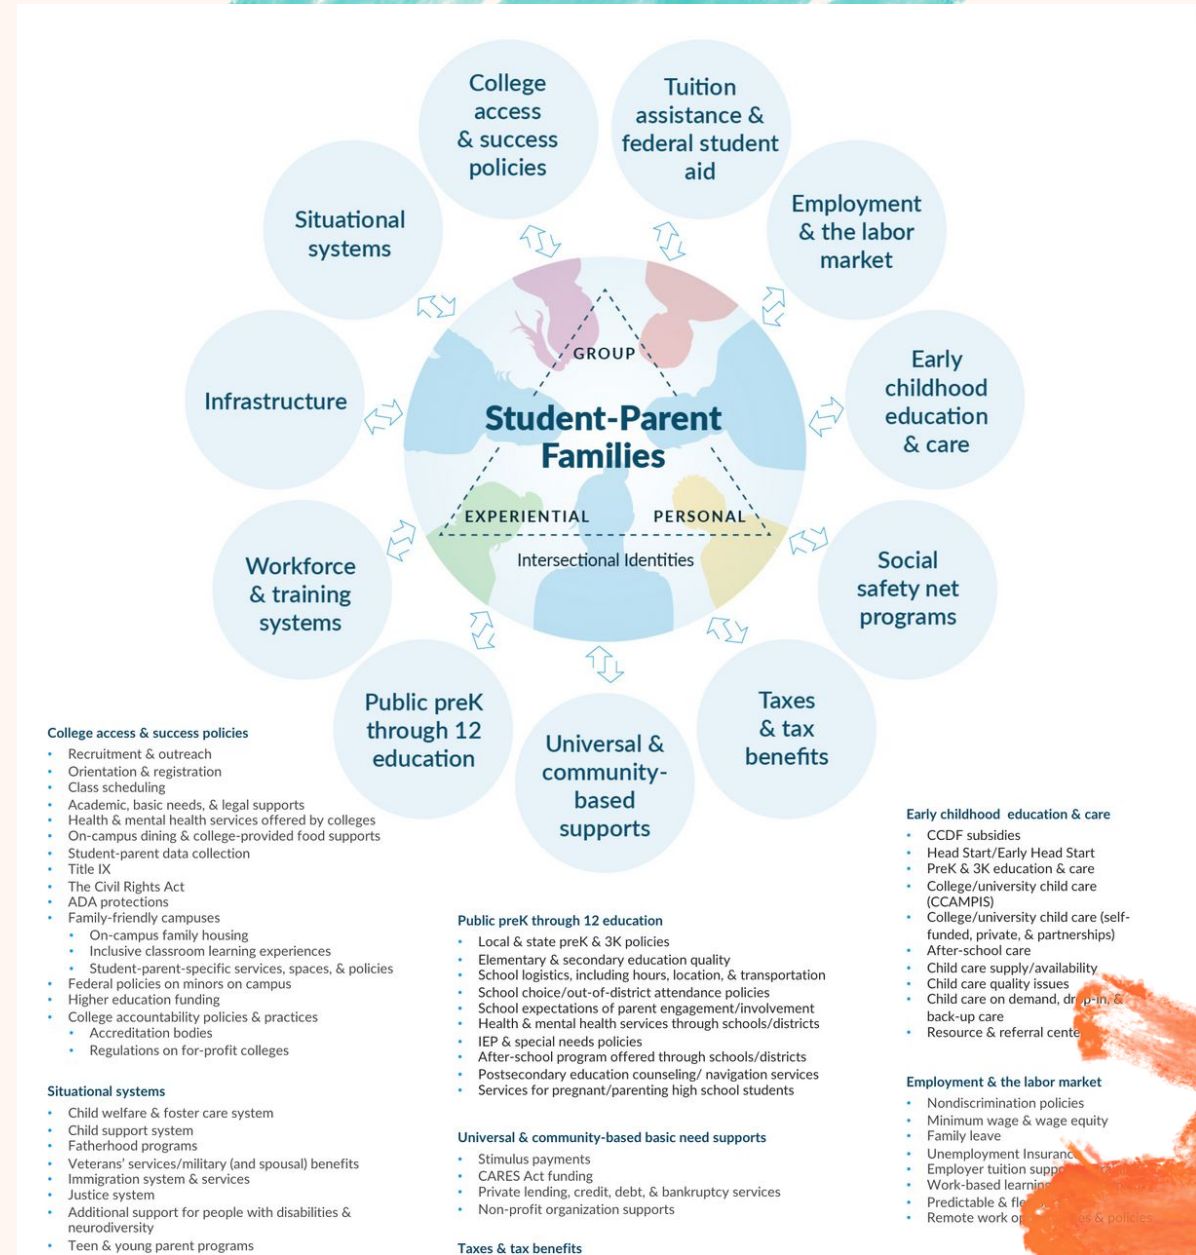 College
access
& success
policies
Tuition
assistance &
federal student
aid
Situational
systems
Employment
& the labor
market
Infrastructure
Early
childhood
education
& care
GROUP
Student-Parent
Families
EXPERIENTIAL
PERSONAL
Intersectional Identities
Workforce
& training
systems
Social
safety net
programs
Public preK
through 12
education
Universal &
community-
based
supports
Taxes
& tax
benefits
College access & success policies
• Recruitment & outreach
• Orientation & registration
• Class scheduling
• Academic, basic needs, & legal supports
• Health & mental health services offered by colleges
• On-campus dining & college-provided food supports
• Student-parent data collection
• Title IX
• The Civil Rights Act
• ADA protections
• Family-friendly campuses
• On-campus family housing
• Inclusive classroom learning experiences
• Student-parent-specific services, spaces, & policies
• Federal policies on minors on campus
• Higher education funding
• College accountability policies & practices
• Accreditation bodies
• Regulations on for-profit colleges
Situational systems
• Child welfare & foster care system
• Child support system
• Fatherhood programs
• Veterans' services/military (and spousal) benefits
• Immigration system & services
• Justice system
• Additional support for people with disabilities &
neurodiversity
• Teen & young parent programs
Public preK through 12 education
• Local & state preK & 3K policies
• Elementary & secondary education quality
• School logistics, including hours, location, & transportation
• School choice/out-of-district attendance policies
• School expectations of parent engagement/involvement
• Health & mental health services through schools/districts
• IEP & special needs policies
• After-school program offered through schools/districts
• Postsecondary education counseling/ navigation services
• Services for pregnant/parenting high school students
Universal & community-based basic need supports
• Stimulus payments
• CARES Act funding
• Private lending, credit, debt, & bankruptcy services
• Non-profit organization supports
Taxes & tax benefits
Early childhood education & care
• CCDF subsidies
• Head Start/Early Head Start
• PreK & 3K education & care
• College/university child care
(CCAMPIS)
• College/university child care (self-
funded, private, & partnerships)
• After-school care
• Child care supply/availability
• Child care quality issues
• Child care on demand, drop-in, &
back-up care
• Resource & referral
Employment & the labor market
• Nondiscrimination policies
• Minimum wage & wage equity
• Family leave
• Unemployment
• Employer tuition
• Work-based
• Predictable &
• Remote work & policies